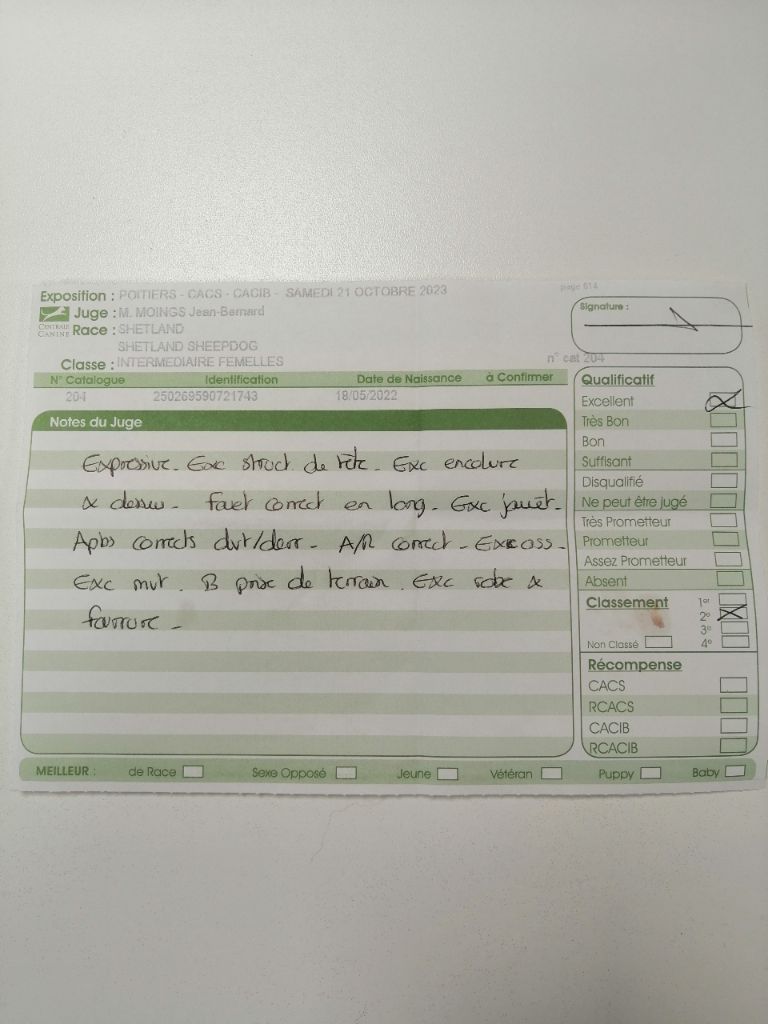 page 614
Exposition : POITIERS - CACS - CACIB - SAMEDI 21 OCTOBRE 2023
Signature :
CENTRALE CANINE
Juge : M. MOINGS Jean-Bernard
Race : SHETLAND
SHETLAND SHEEPDOG
Classe : INTERMEDIAIRE FEMELLES
n° cat 204
N° Catalogue Identification Date de Naissance à Confirmer
204 250269590721743 18/05/2022
Notes du Juge
Expressive. Exc struct de tête. Exc encolure
& dessus. Fouet correct en long. Exc
Apbs corrects dvt/derr - A/R correct - Exc oss.
Exc mvt. B prise de terrain. Exc robe &
fourrure -
Qualificatif
Excellent
Très Bon
Bon
Suffisant
Disqualifié
Ne peut être jugé
Très Prometteur
Prometteur
Assez Prometteur
Absent
Classement 1er
2e
3e
Non Classé 4e
Récompense
CACS
RCACS
CACIB
RCACIB
MEILLEUR : de Race Sexe Opposé Jeune Vétéran Puppy Baby